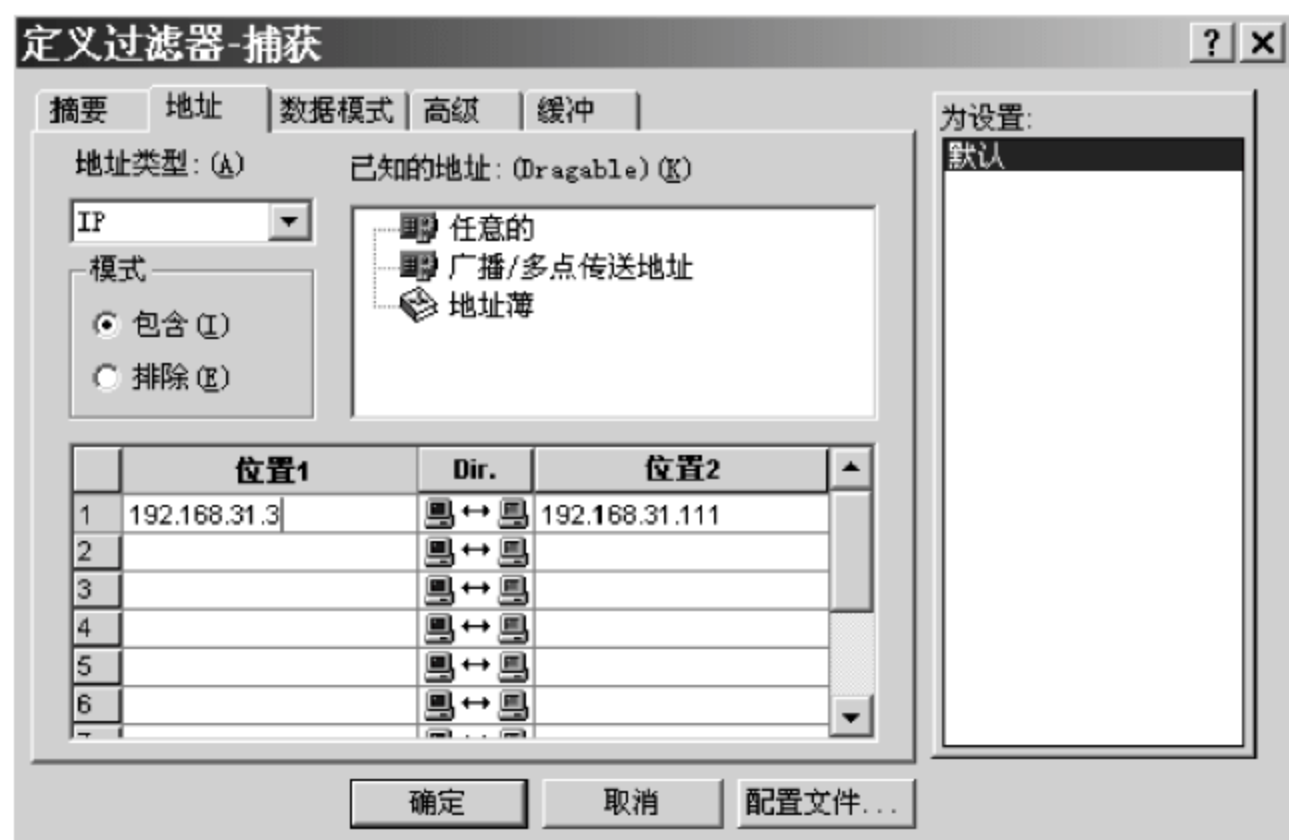 定义过滤器-捕获
? ×
摘要 地址 数据模式 高级 缓冲
地址类型: (A)
IP
模式
包含(I)
排除(E)
已知的地址: (Dragable)(K)
任意的
广播/多点传送地址
地址薄
位置1 Dir. 位置2
1 192.168.31.3 192.168.31.111
2
3
4
5
6
为设置:
默认
确定 取消 配置文件...